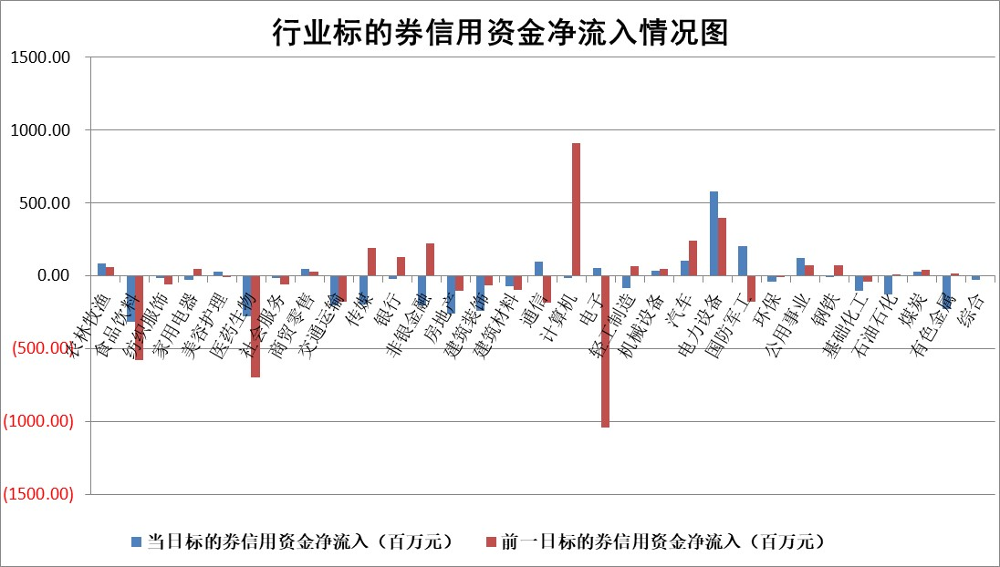 行业标的券信用资金净流入情况图
1500.00
1000.00
500.00
0.00
(500.00)
(1000.00)
(1500.00)
农林牧渔
食品饮料
纺织服饰
家用电器
美容护理
医药生物
社会服务
商贸零售
交通运输
传媒
银行
非银金融
房地产
建筑装饰
建筑材料
通信
计算机
电子
轻工制造
机械设备
汽车
电力设备
国防军工
环保
公用事业
钢铁
基础化工
石油石化
煤炭
有色金属
综合
当日标的券信用资金净流入（百万元） 前一日标的券信用资金净流入（百万元）